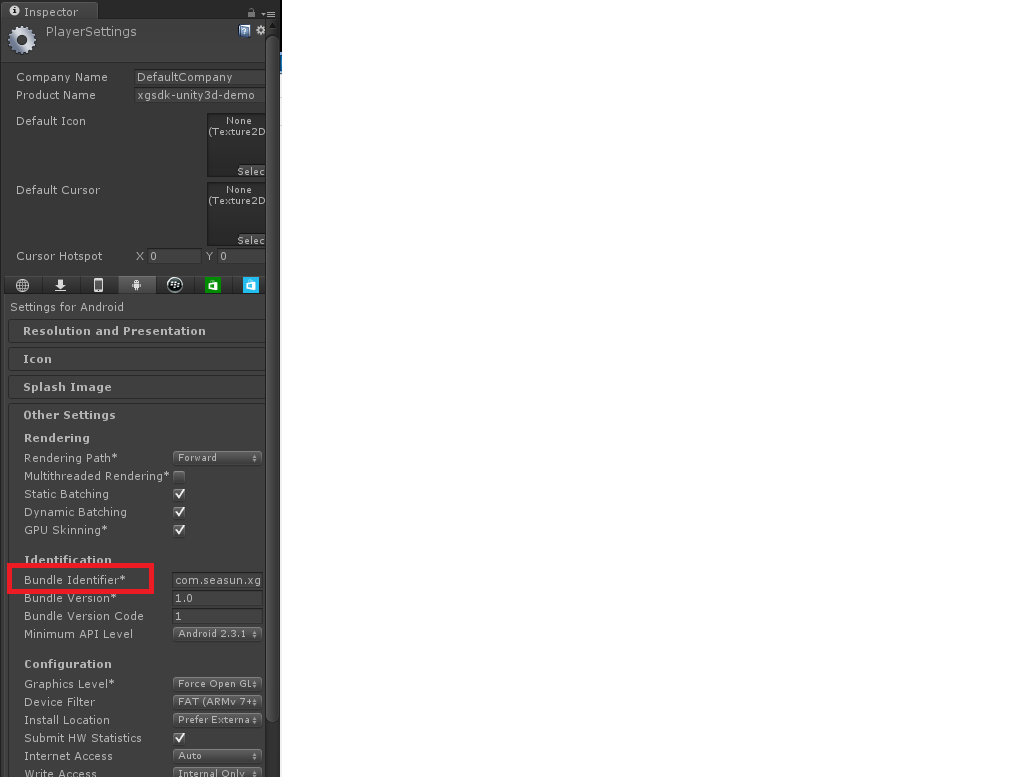 Inspector
PlayerSettings
Company Name DefaultCompany
Product Name xgsdk-unity3d-demo
Default Icon None
(Texture2D
Selec
Default Cursor None
(Texture2D
Selec
Cursor Hotspot X 0 Y 0
Settings for Android
Resolution and Presentation
Icon
Splash Image
Other Settings
Rendering
Rendering Path* Forward
Multithreaded Rendering*
Static Batching
Dynamic Batching
GPU Skinning*
Identification
Bundle Identifier* com.seasun.xg
Bundle Version* 1.0
Bundle Version Code 1
Minimum API Level Android 2.3.1
Configuration
Graphics Level* Force Open GL
Device Filter FAT (ARMv 7+
Install Location Prefer Externa
Submit HW Statistics
Internet Access Auto
Write Access Internal Only